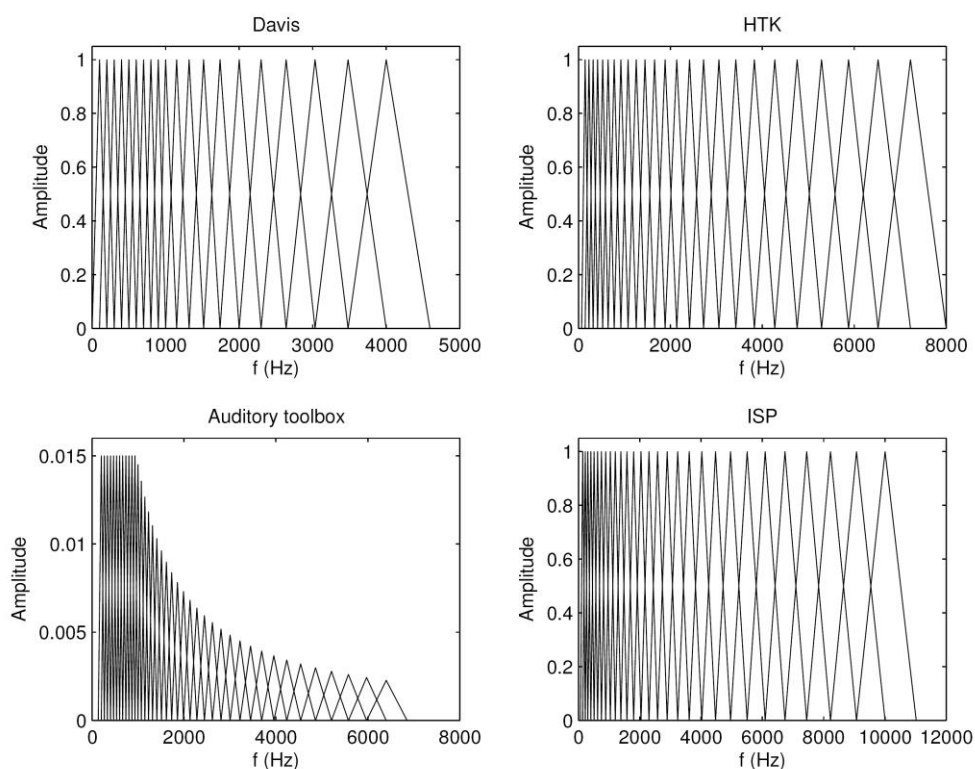 Davis
1
0.8
0.6
0.4
0.2
0
Amplitude
0 1000 2000 3000 4000 5000
f (Hz)
HTK
1
0.8
0.6
0.4
0.2
0
Amplitude
0 2000 4000 6000 8000
f (Hz)
Auditory toolbox
0.015
0.01
0.005
0
Amplitude
0 2000 4000 6000 8000
f (Hz)
ISP
1
0.8
0.6
0.4
0.2
0
Amplitude
0 2000 4000 6000 8000 10000 12000
f (Hz)